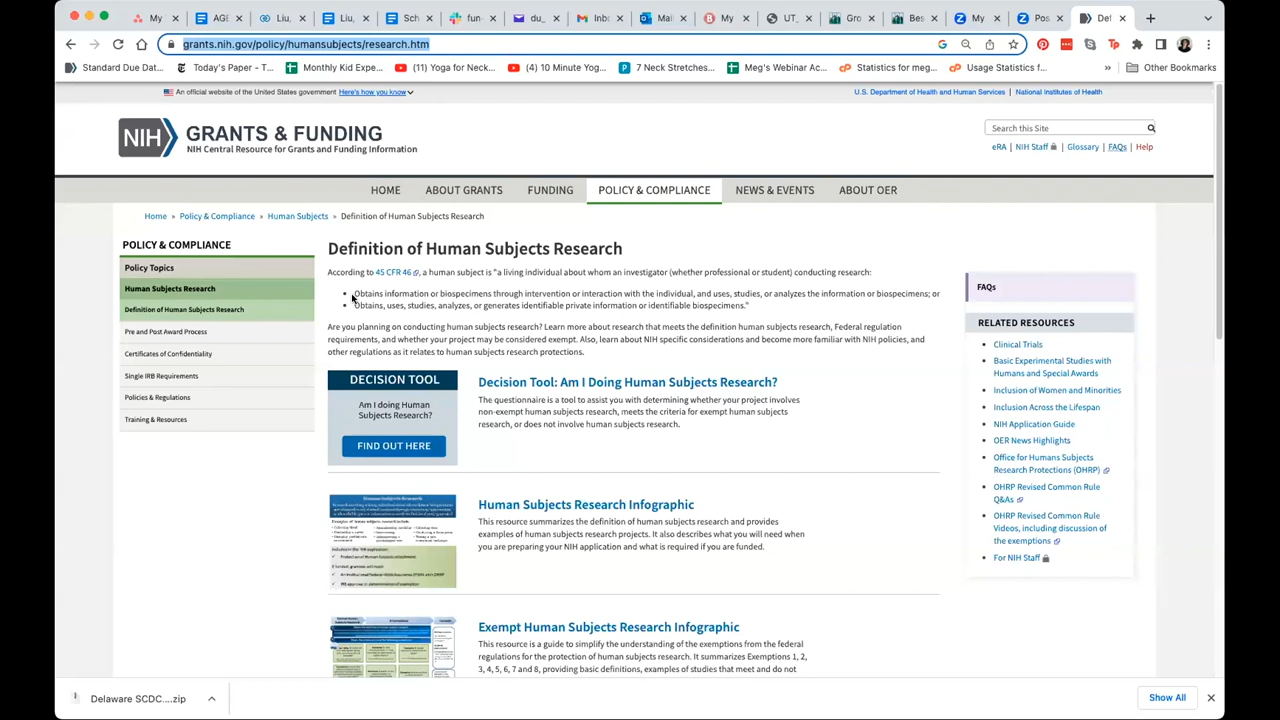 My
AGE
Liu,
Liu,
Sch
fun-
du_
Inbo
Mail
My
UT_
Gro
Bes
My
Pos
Def
grants.nih.gov/policy/humansubjects/research.htm
Standard Due Dat...
Today's Paper - T...
Monthly Kid Expe...
(11) Yoga for Neck...
(4) 10 Minute Yog...
7 Neck Stretches...
Meg's Webinar Ac...
Statistics for meg...
Usage Statistics f...
»
Other Bookmarks
An official website of the United States government Here's how you know
U.S. Department of Health and Human Services | National Institutes of Health
NIH GRANTS & FUNDING
NIH Central Resource for Grants and Funding Information
Search this Site
eRA | NIH Staff | Glossary | FAQs | Help
HOME ABOUT GRANTS FUNDING POLICY & COMPLIANCE NEWS & EVENTS ABOUT OER
Home » Policy & Compliance » Human Subjects » Definition of Human Subjects Research
POLICY & COMPLIANCE
Policy Topics
Human Subjects Research
Definition of Human Subjects Research
Pre and Post Award Process
Certificates of Confidentiality
Single IRB Requirements
Policies & Regulations
Training & Resources
Definition of Human Subjects Research
According to 45 CFR 46 , a human subject is "a living individual about whom an investigator (whether professional or student) conducting research:
• Obtains information or biospecimens through intervention or interaction with the individual, and uses, studies, or analyzes the information or biospecimens; or
• Obtains, uses, studies, analyzes, or generates identifiable private information or identifiable biospecimens."
Are you planning on conducting human subjects research? Learn more about research that meets the definition human subjects research, Federal regulation
requirements, and whether your project may be considered exempt. Also, learn about NIH specific considerations and become more familiar with NIH policies, and
other regulations as it relates to human subjects research protections.
DECISION TOOL
Am I doing Human
Subjects Research?
FIND OUT HERE
Decision Tool: Am I Doing Human Subjects Research?
The questionnaire is a tool to assist you with determining whether your project involves
non-exempt human subjects research, meets the criteria for exempt human subjects
research, or does not involve human subjects research.
Human Subjects Research Infographic
This resource summarizes the definition of human subjects research and provides
examples of human subjects research projects. It also describes what you will need when
you are preparing your NIH application and what is required if you are funded.
Exempt Human Subjects Research Infographic
This resource is a guide to simplify the understanding of the exemptions from the federal
regulations for the protection of human subjects research. It summarizes Exemptions 1, 2,
3, 4, 5, 6, 7 and 8, providing basic definitions, examples of studies that meet and do not
FAQs
RELATED RESOURCES
• Clinical Trials
• Basic Experimental Studies with
Humans and Special Awards
• Inclusion of Women and Minorities
• Inclusion Across the Lifespan
• NIH Application Guide
• OER News Highlights
• Office for Humans Subjects
Research Protections (OHRP)
• OHRP Revised Common Rule
Q&As
• OHRP Revised Common Rule
Videos, including discussion of
the exemptions
• For NIH Staff
Delaware SCDC....zip
Show All